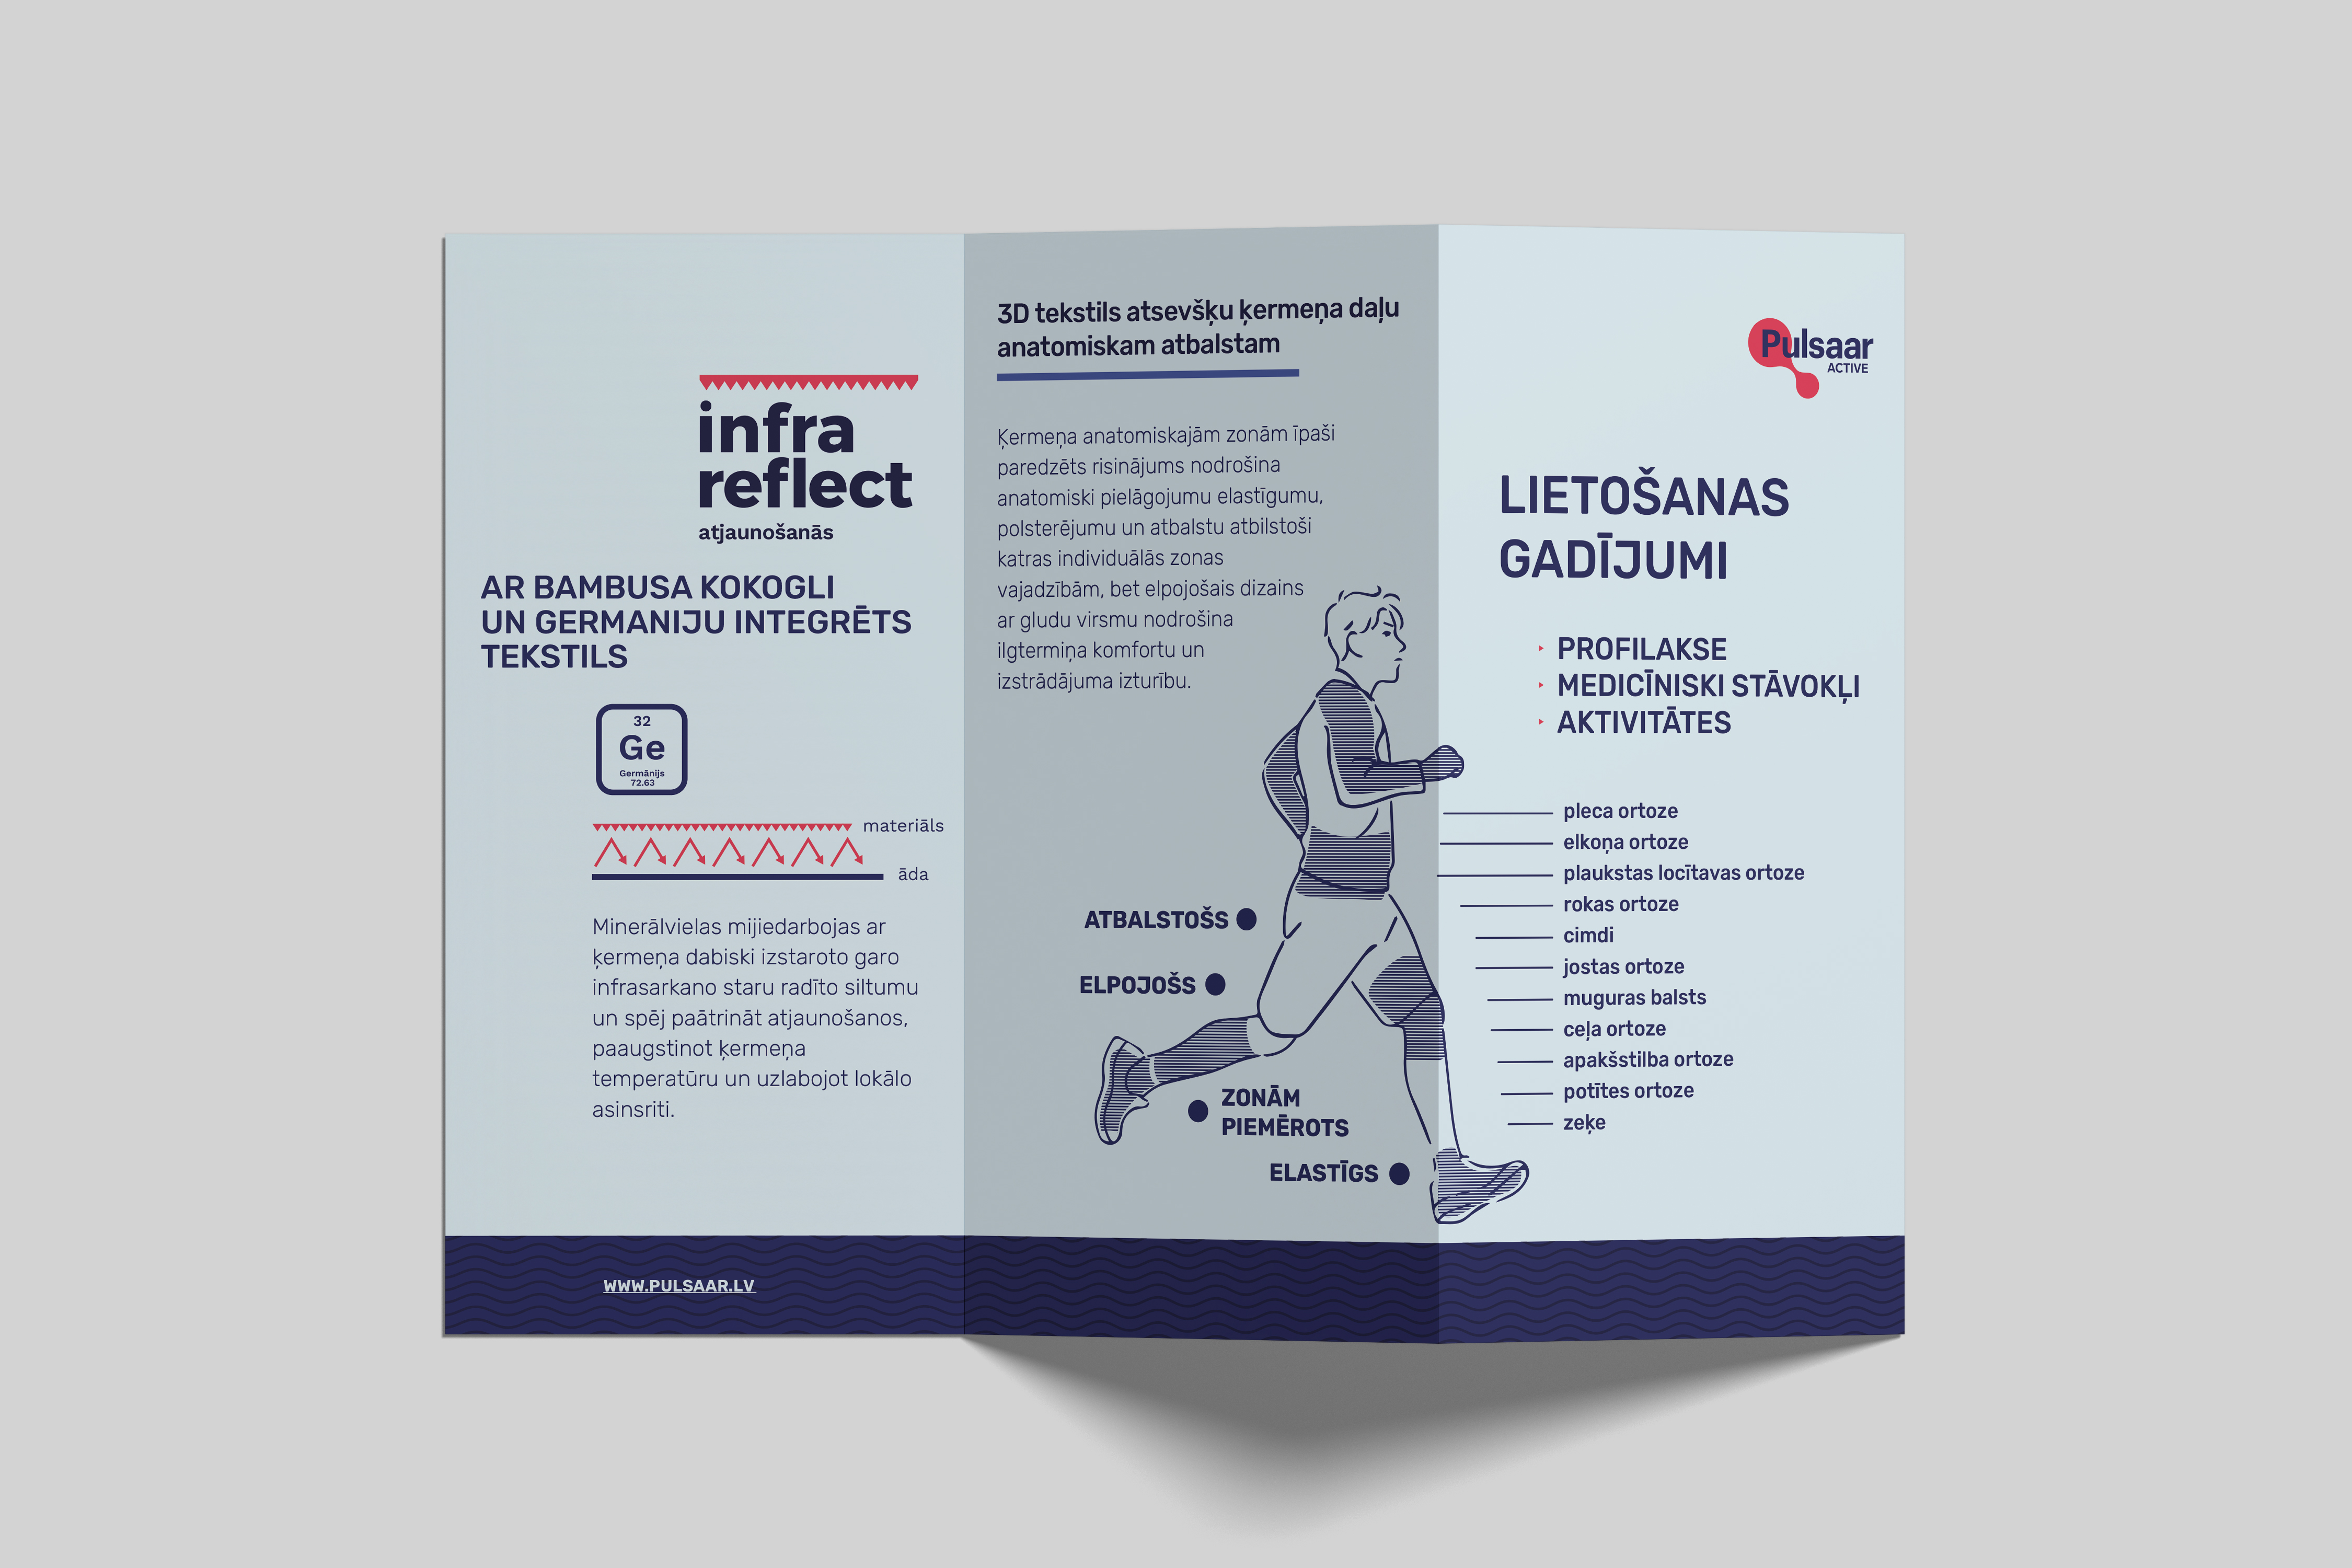 infra
reflect
atjaunošanās
AR BAMBUSA KOKOGLI
UN GERMANIJU INTEGRĒTS
TEKSTILS
32
Ge
Germānijs
72.63
materiāls
āda
Minerālvielas mijiedarbojas ar
ķermeņa dabiski izstaroto garo
infrasarkano staru radīto siltumu
un spēj paātrināt atjaunošanos,
paaugstinot ķermeņa
temperatūru un uzlabojot lokālo
asinsriti.
WWW.PULSAAR.LV
3D tekstils atsevšķu ķermeņa daļu
anatomiskam atbalstam
Ķermeņa anatomiskajām zonām īpaši
paredzēts risinājums nodrošina
anatomiski pielāgojumu elastīgumu,
polsterējumu un atbalstu atbilstoši
katras individuālās zonas
vajadzībām, bet elpojošais dizains
ar gludu virsmu nodrošina
ilgtermiņa komfortu un
izstrādājuma izturību.
ATBALSTOŠS
ELPOJOŠS
ZONĀM
PIEMĒROTS
ELASTĪGS
Pulsaar
ACTIVE
LIETOŠANAS
GADĪJUMI
PROFILAKSE
MEDICĪNISKI STĀVOKĻI
AKTIVITĀTES
pleca ortoze
elkoņa ortoze
plaukstas locītavas ortoze
rokas ortoze
cimdi
jostas ortoze
muguras balsts
ceļa ortoze
apakšstilba ortoze
potītes ortoze
zeķe